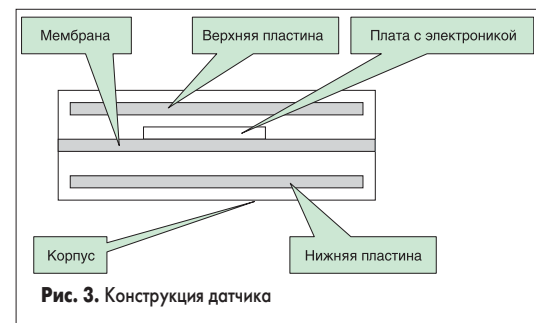 Мембрана
Верхняя пластина
Плата с электроникой
Корпус
Нижняя пластина
Рис. 3. Конструкция датчика